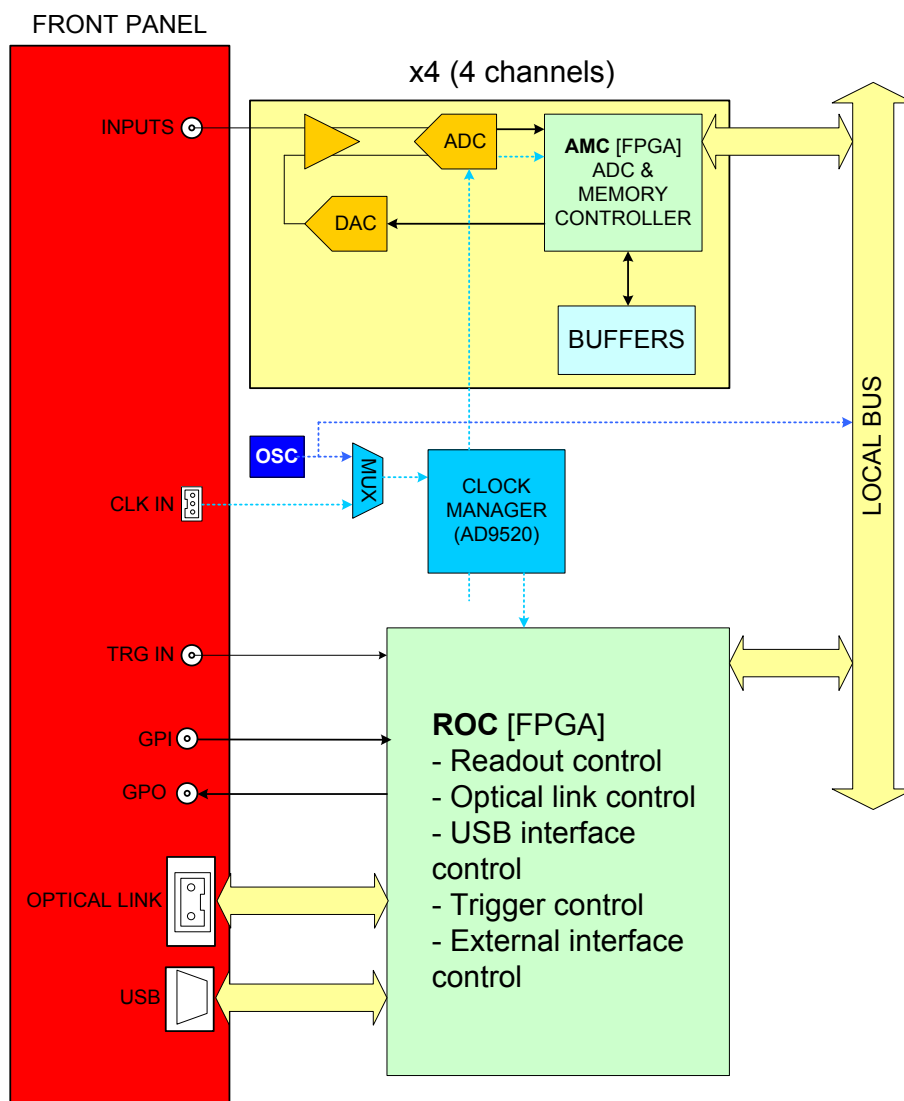 FRONT PANEL
x4 (4 channels)
INPUTS
ADC
AMC [FPGA]
ADC &
MEMORY
CONTROLLER
DAC
BUFFERS
LOCAL BUS
OSC
MUX
CLK IN
CLOCK
MANAGER
(AD9520)
TRG IN
GPI
GPO
OPTICAL LINK
USB
ROC [FPGA]
- Readout control
- Optical link control
- USB interface
control
- Trigger control
- External interface
control